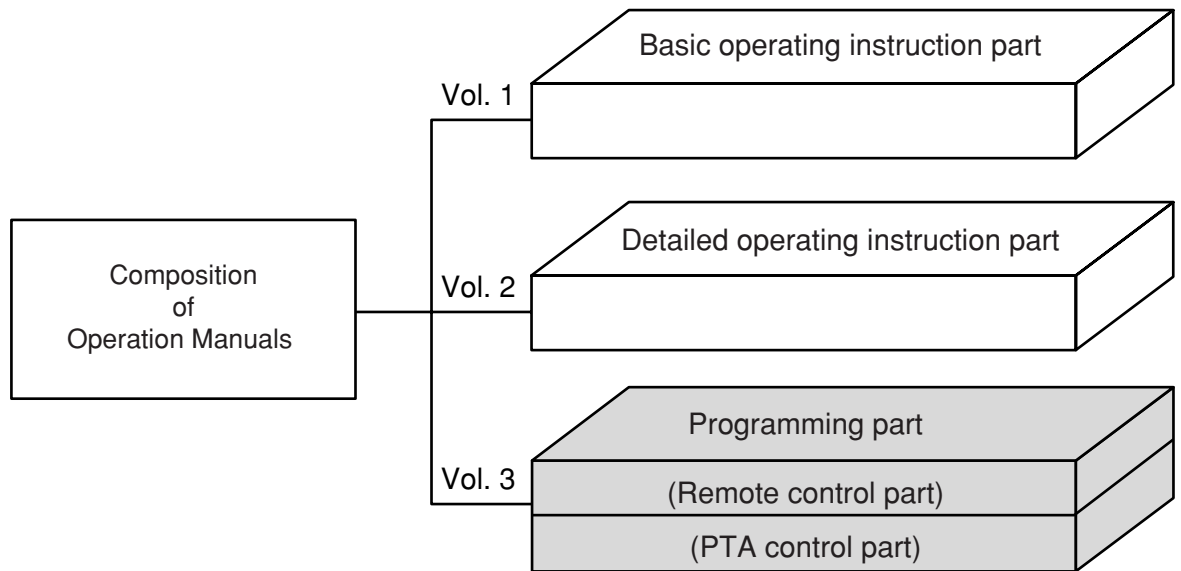 Composition
of
Operation Manuals
Vol. 1
Basic operating instruction part
Vol. 2
Detailed operating instruction part
Vol. 3
Programming part
(Remote control part)
(PTA control part)